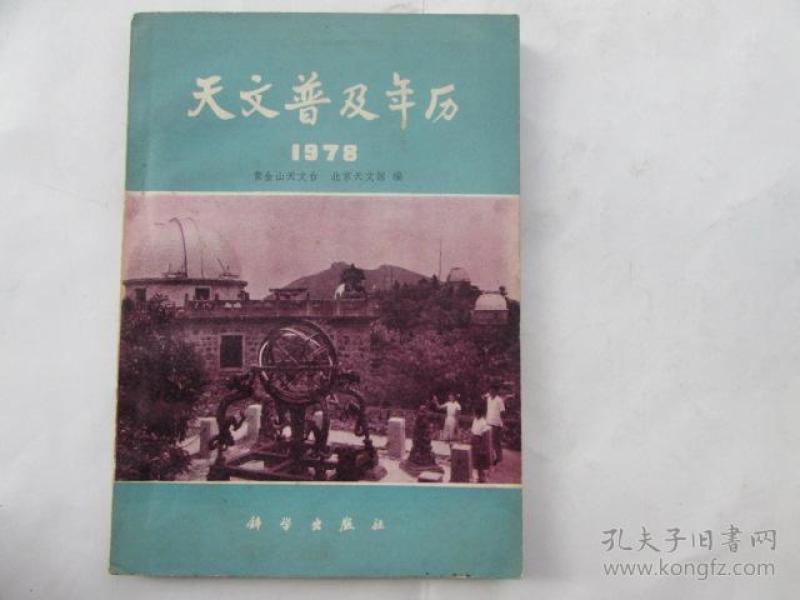 天文普及年历
1978
紫金山天文台 北京天文馆 编
科学出版社
孔夫子旧书网
www.kongfz.com